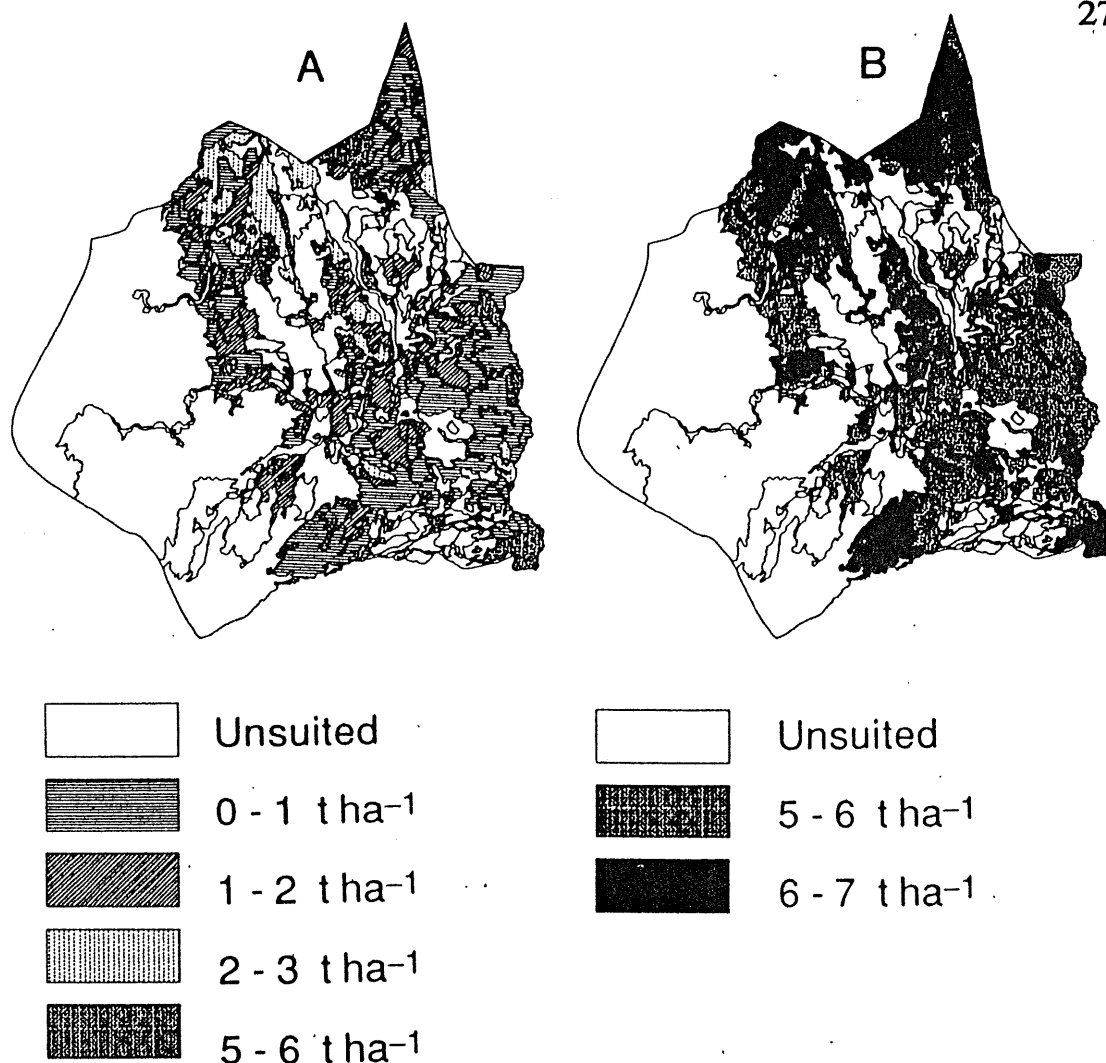 27
A
B
Unsuited
0 - 1 t ha⁻¹
1 - 2 t ha⁻¹
2 - 3 t ha⁻¹
5 - 6 t ha⁻¹
Unsuited
5 - 6 t ha⁻¹
6 - 7 t ha⁻¹